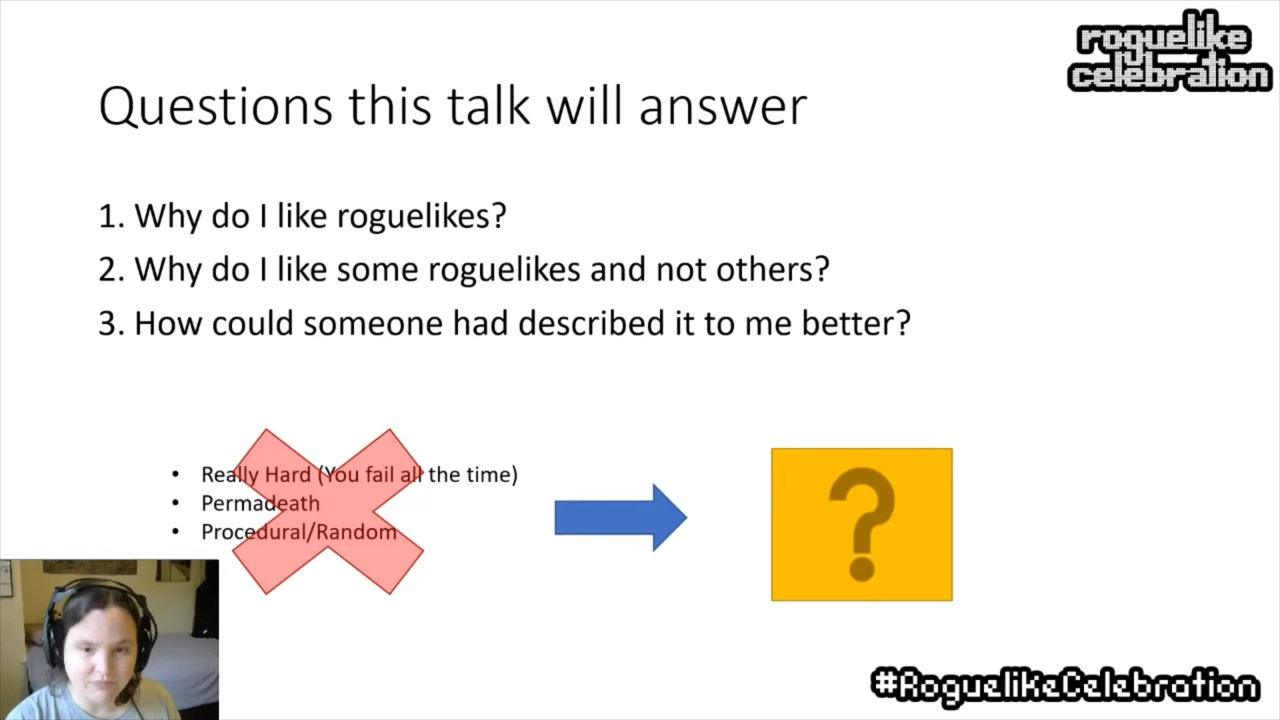 roguelike
celebration
Questions this talk will answer
1. Why do I like roguelikes?
2. Why do I like some roguelikes and not others?
3. How could someone had described it to me better?
• Really Hard (You fail all the time)
• Permadeath
• Procedural/Random
?
#RoguelikeCelebration